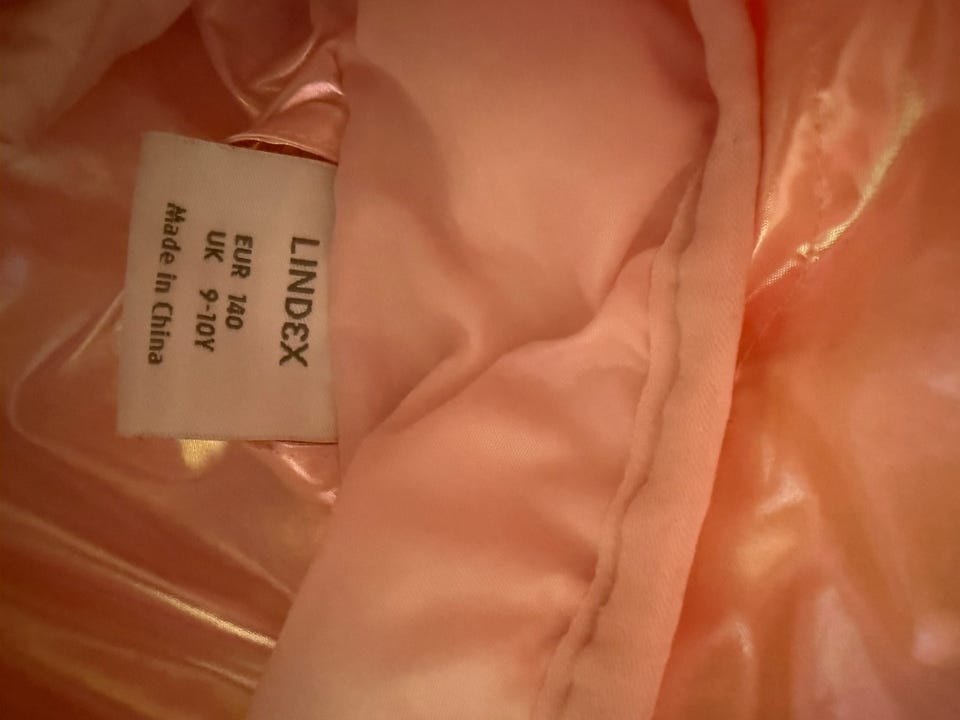 LINDEX
EUR 140
UK 9-10Y
Made in China